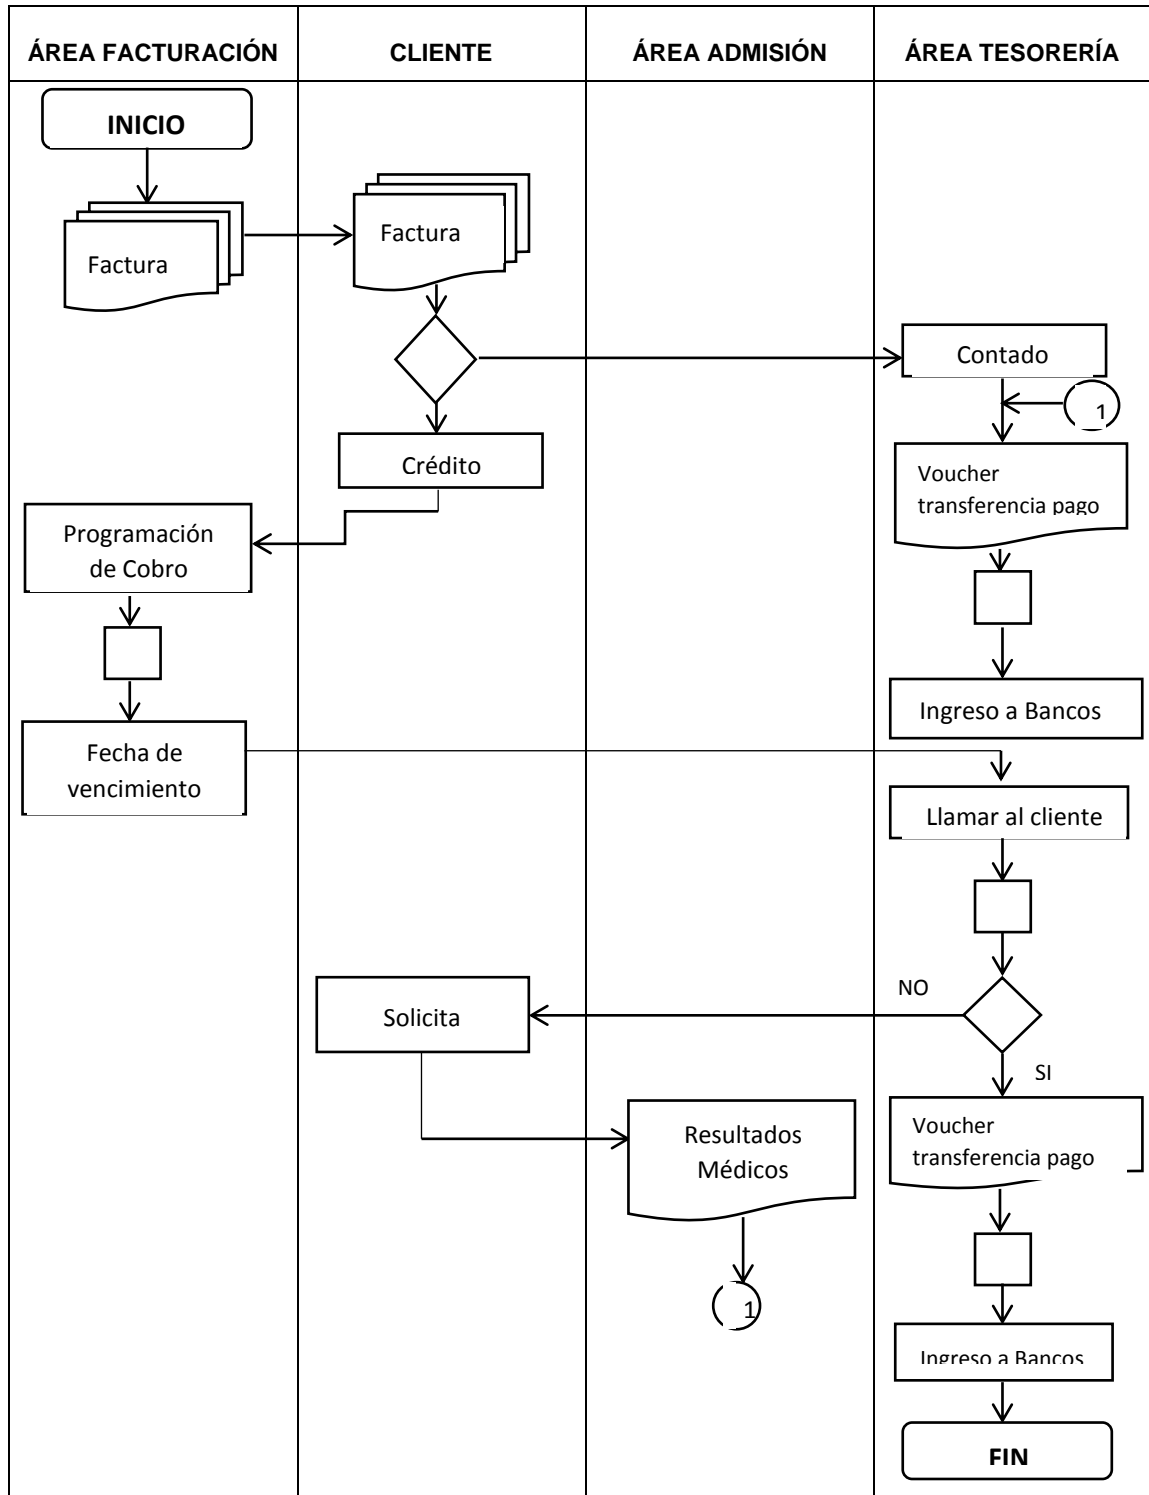 ÁREA FACTURACIÓN
CLIENTE
ÁREA ADMISIÓN
ÁREA TESORERÍA
INICIO
Factura
Factura
Contado
1
Crédito
Voucher
transferencia pago
Programación
de Cobro
Ingreso a Bancos
Fecha de
vencimiento
Llamar al cliente
NO
Solicita
SI
Resultados
Médicos
Voucher
transferencia pago
1
Ingreso a Bancos
FIN